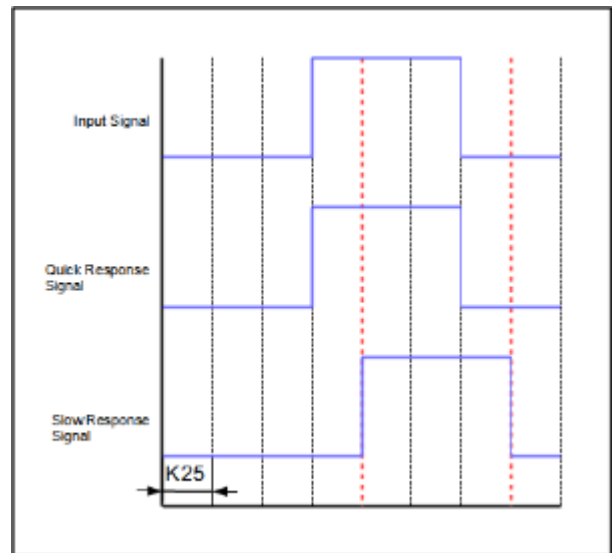 Input Signal
Quick Response
Signal
Slow Response
Signal
K25